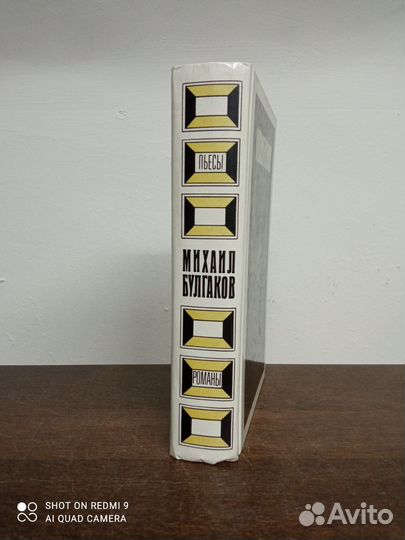 ПЬЕСЫ
МИХАИЛ
БУЛГАКОВ
РОМАНЫ
SHOT ON REDMI 9
AI QUAD CAMERA
Avito